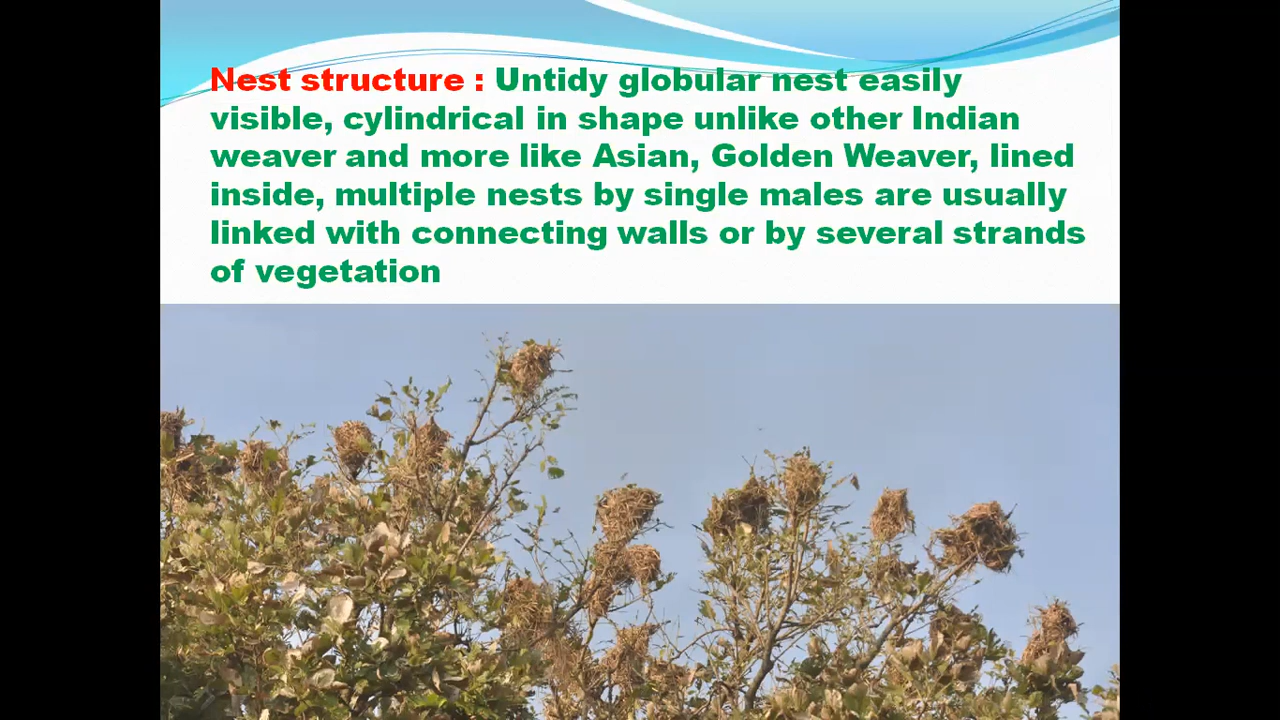 Nest structure : Untidy globular nest easily
visible, cylindrical in shape unlike other Indian
weaver and more like Asian, Golden Weaver, lined
inside, multiple nests by single males are usually
linked with connecting walls or by several strands
of vegetation